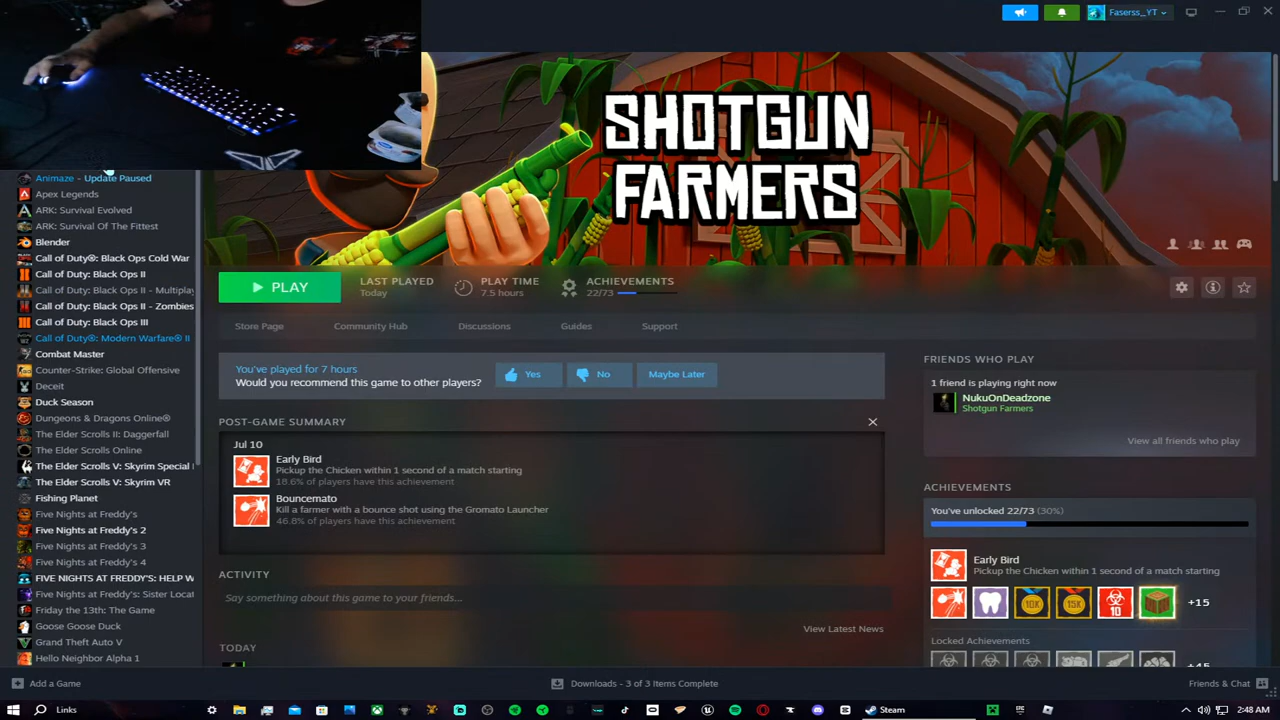 Faserss_YT
SHOTGUN
FARMERS
Animaze - Update Paused
Apex Legends
ARK: Survival Evolved
ARK: Survival Of The Fittest
Blender
Call of Duty®: Black Ops Cold War
Call of Duty: Black Ops II
Call of Duty: Black Ops II - Multiplay
Call of Duty: Black Ops II - Zombies
Call of Duty: Black Ops III
Call of Duty®: Modern Warfare® II
Combat Master
Counter-Strike: Global Offensive
Deceit
Duck Season
Dungeons & Dragons Online®
The Elder Scrolls II: Daggerfall
The Elder Scrolls Online
The Elder Scrolls V: Skyrim Special
The Elder Scrolls V: Skyrim VR
Fishing Planet
Five Nights at Freddy's
Five Nights at Freddy's 2
Five Nights at Freddy's 3
Five Nights at Freddy's 4
FIVE NIGHTS AT FREDDY'S: HELP W
Five Nights at Freddy's: Sister Locat
Friday the 13th: The Game
Goose Goose Duck
Grand Theft Auto V
Hello Neighbor Alpha 1
PLAY
LAST PLAYED
Today
PLAY TIME
7.5 hours
ACHIEVEMENTS
22/73
Store Page
Community Hub
Discussions
Guides
Support
You've played for 7 hours
Would you recommend this game to other players?
Yes
No
Maybe Later
POST-GAME SUMMARY
Jul 10
Early Bird
Pickup the Chicken within 1 second of a match starting
18.6% of players have this achievement
Bouncemato
Kill a farmer with a bounce shot using the Gromato Launcher
46.8% of players have this achievement
ACTIVITY
Say something about this game to your friends...
View Latest News
TODAY
FRIENDS WHO PLAY
1 friend is playing right now
NukuOnDeadzone
Shotgun Farmers
View all friends who play
ACHIEVEMENTS
You've unlocked 22/73 (30%)
Early Bird
Pickup the Chicken within 1 second of a match starting
10K
15K
10
+15
Locked Achievements
Add a Game
Downloads - 3 of 3 Items Complete
Friends & Chat
Links
Steam
2:48 AM